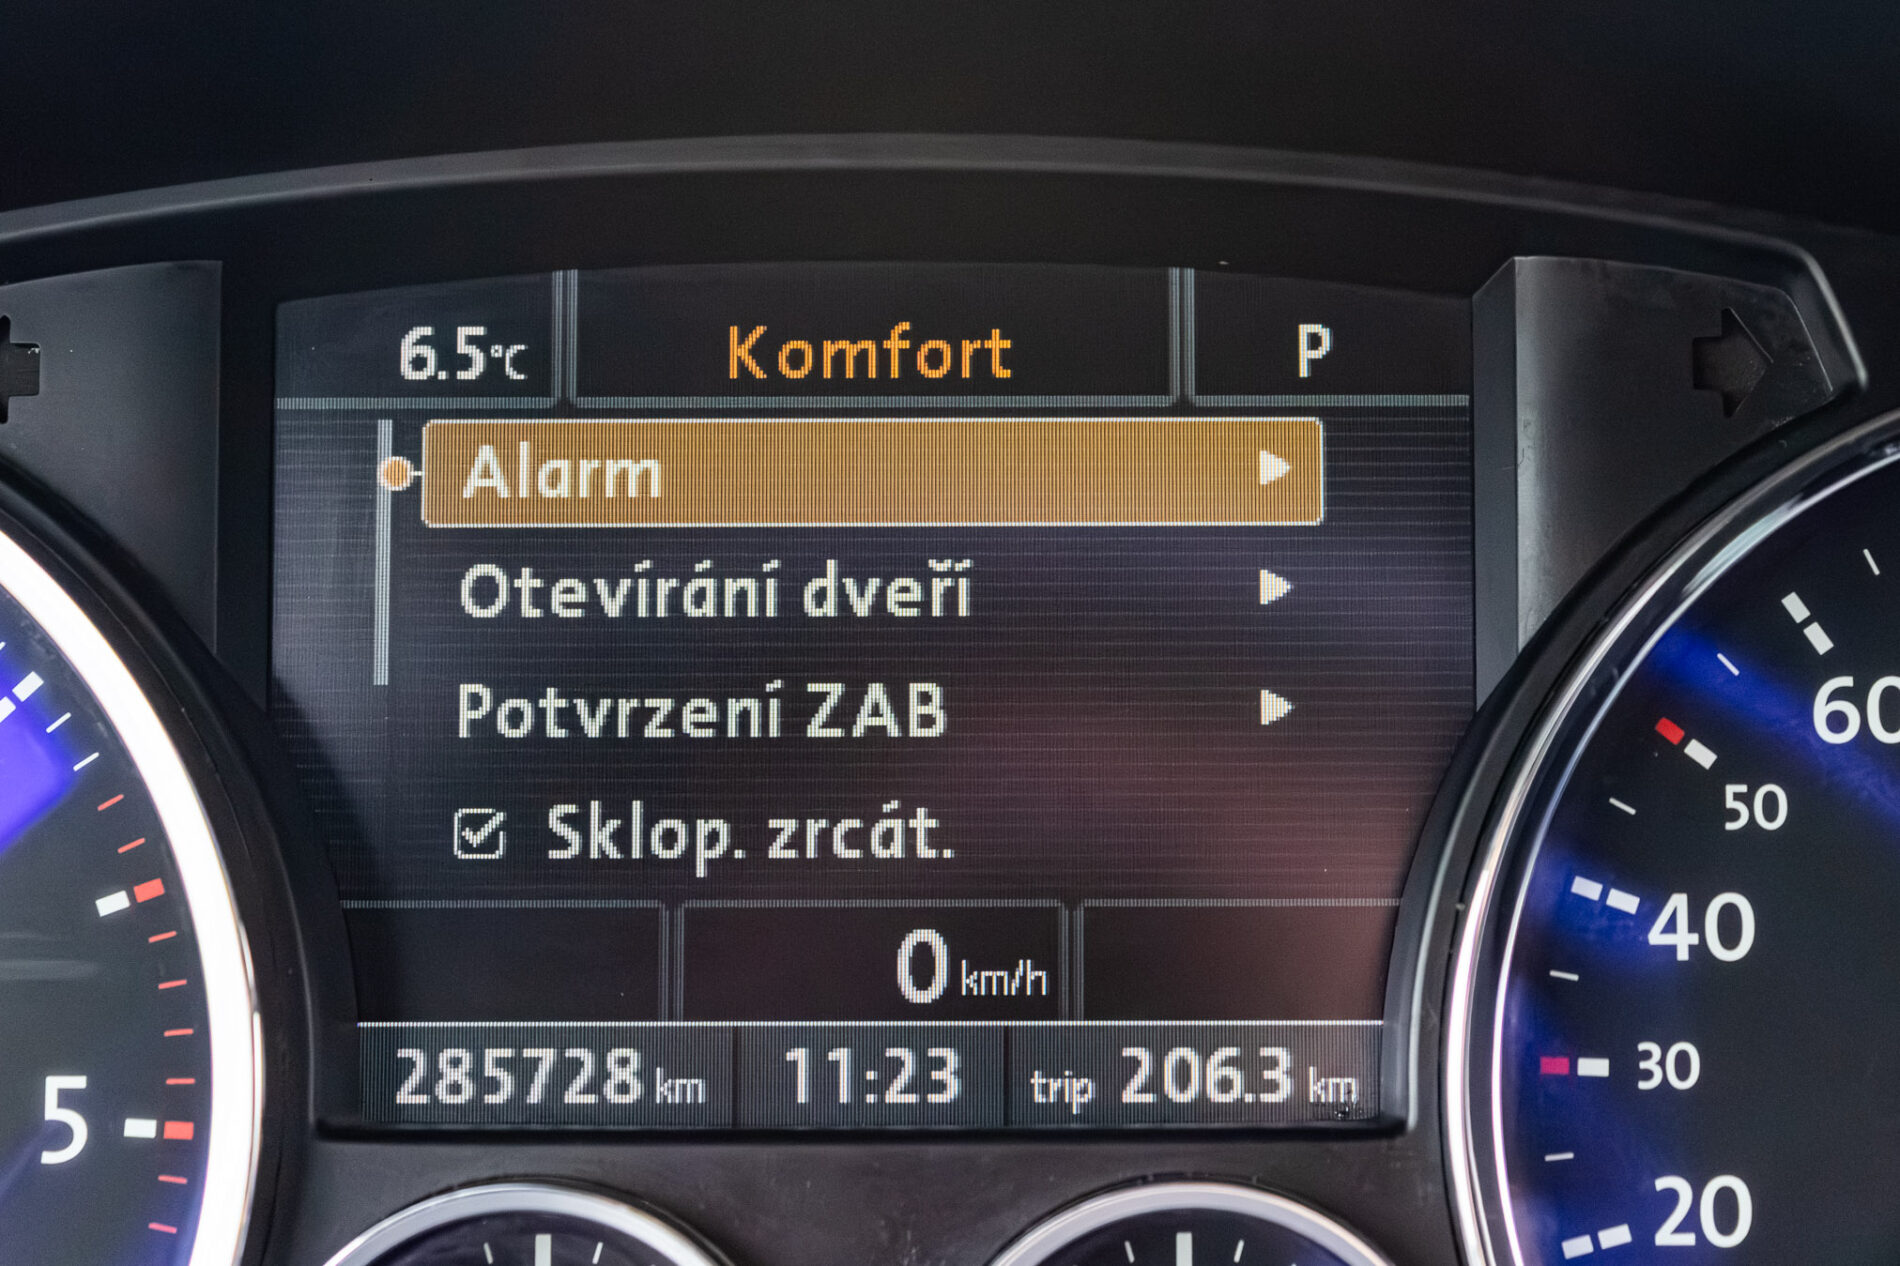 6.5°C Komfort P
Alarm
Otevírání dveří
Potvrzení ZAB
Sklop. zrcát.
0 km/h
285728 km 11:23 trip 206.3 km
5
60
50
40
30
20